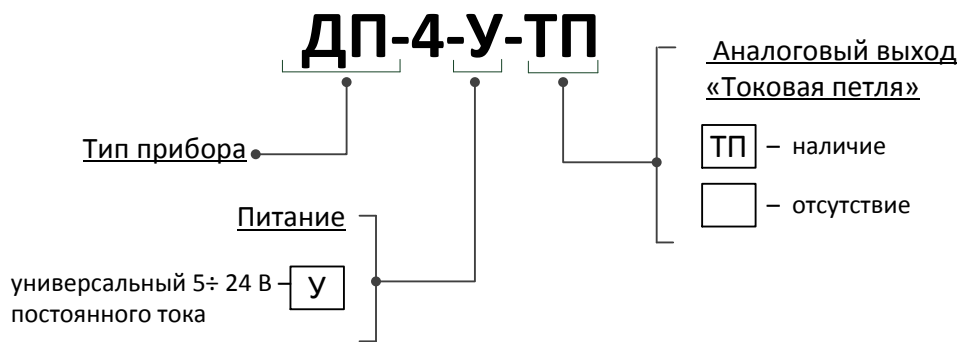 ДП-4-У-ТП
Тип прибора
Питание
универсальный 5÷ 24 В – У
постоянного тока
Аналоговый выход
«Токовая петля»
ТП – наличие
– отсутствие